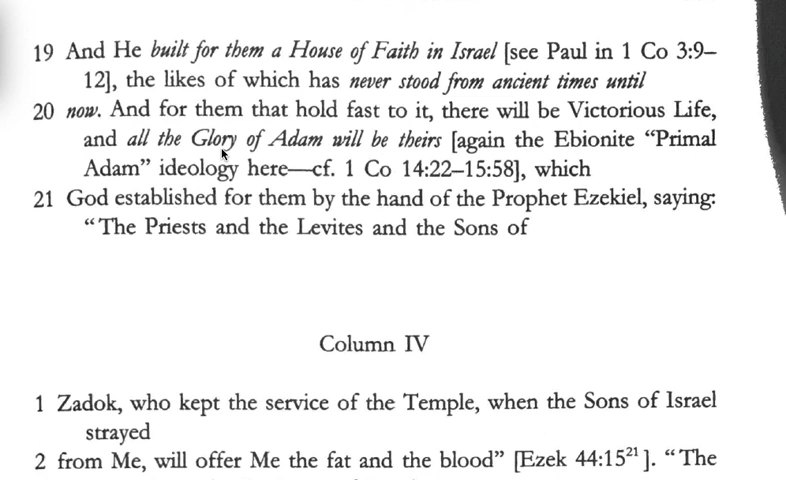 19 And He built for them a House of Faith in Israel [see Paul in 1 Co 3:9–
12], the likes of which has never stood from ancient times until
20 now. And for them that hold fast to it, there will be Victorious Life,
and all the Glory of Adam will be theirs [again the Ebionite “Primal
Adam” ideology here—cf. 1 Co 14:22–15:58], which
21 God established for them by the hand of the Prophet Ezekiel, saying:
“The Priests and the Levites and the Sons of
Column IV
1 Zadok, who kept the service of the Temple, when the Sons of Israel
strayed
2 from Me, will offer Me the fat and the blood” [Ezek 44:15²¹]. “The